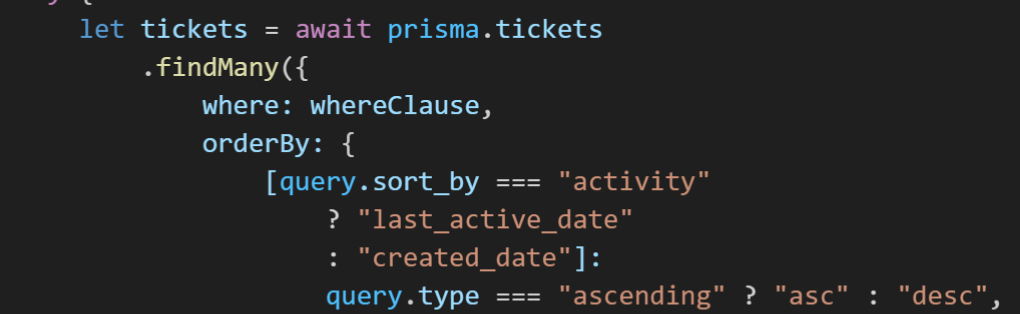 let tickets = await prisma.tickets
.findMany({
where: whereClause,
orderBy: {
[query.sort_by === "activity"
? "last_active_date"
: "created_date"]:
query.type === "ascending" ? "asc" : "desc",